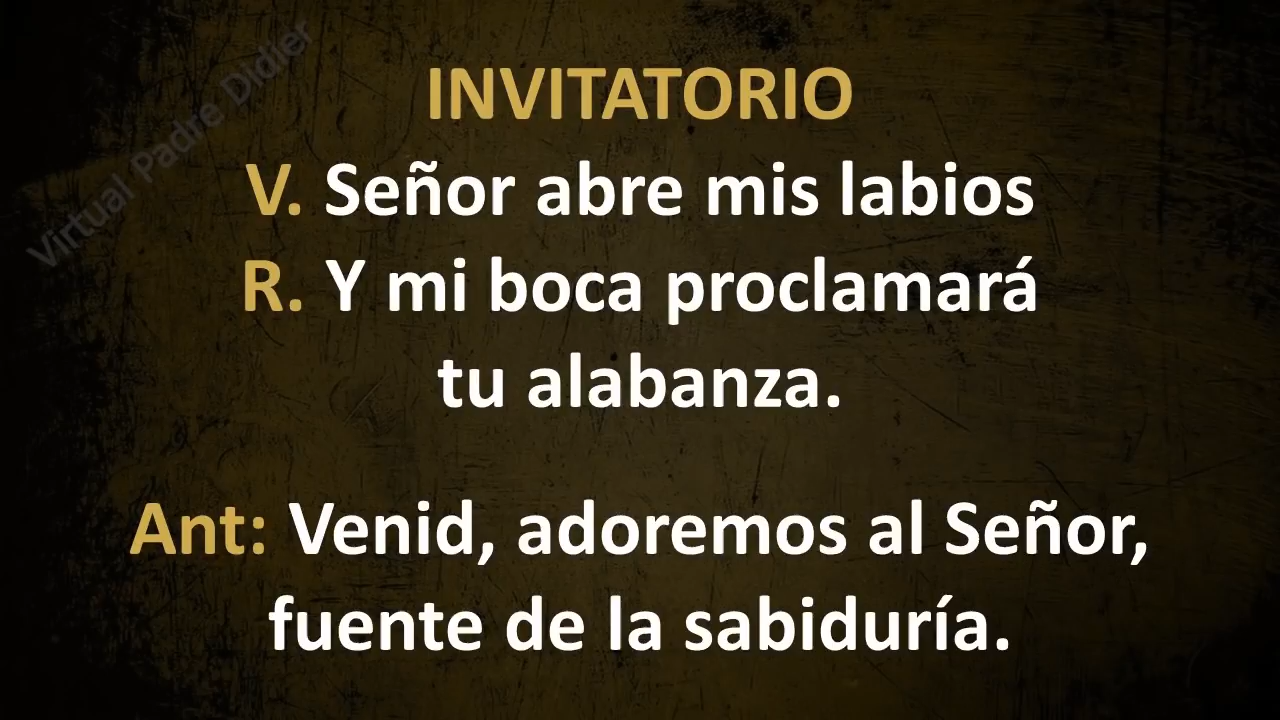 Virtual Padre Didier
INVITATORIO
V. Señor abre mis labios
R. Y mi boca proclamará
tu alabanza.
Ant: Venid, adoremos al Señor,
fuente de la sabiduría.